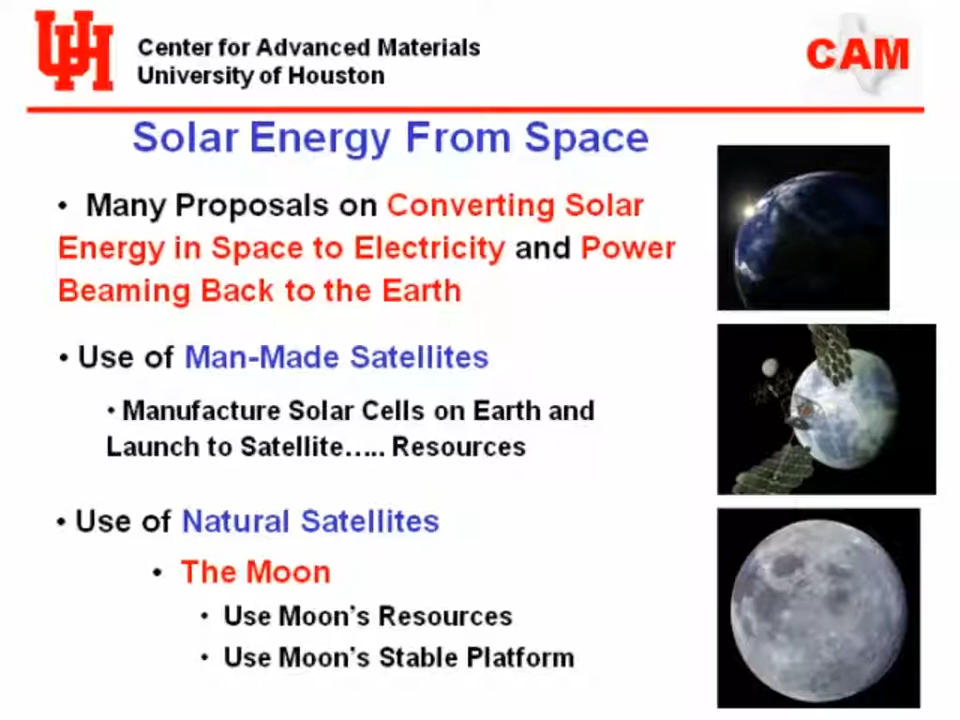 UH
Center for Advanced Materials
University of Houston
CAM
Solar Energy From Space
• Many Proposals on Converting Solar
Energy in Space to Electricity and Power
Beaming Back to the Earth
• Use of Man-Made Satellites
• Manufacture Solar Cells on Earth and
Launch to Satellite….. Resources
• Use of Natural Satellites
• The Moon
• Use Moon's Resources
• Use Moon's Stable Platform